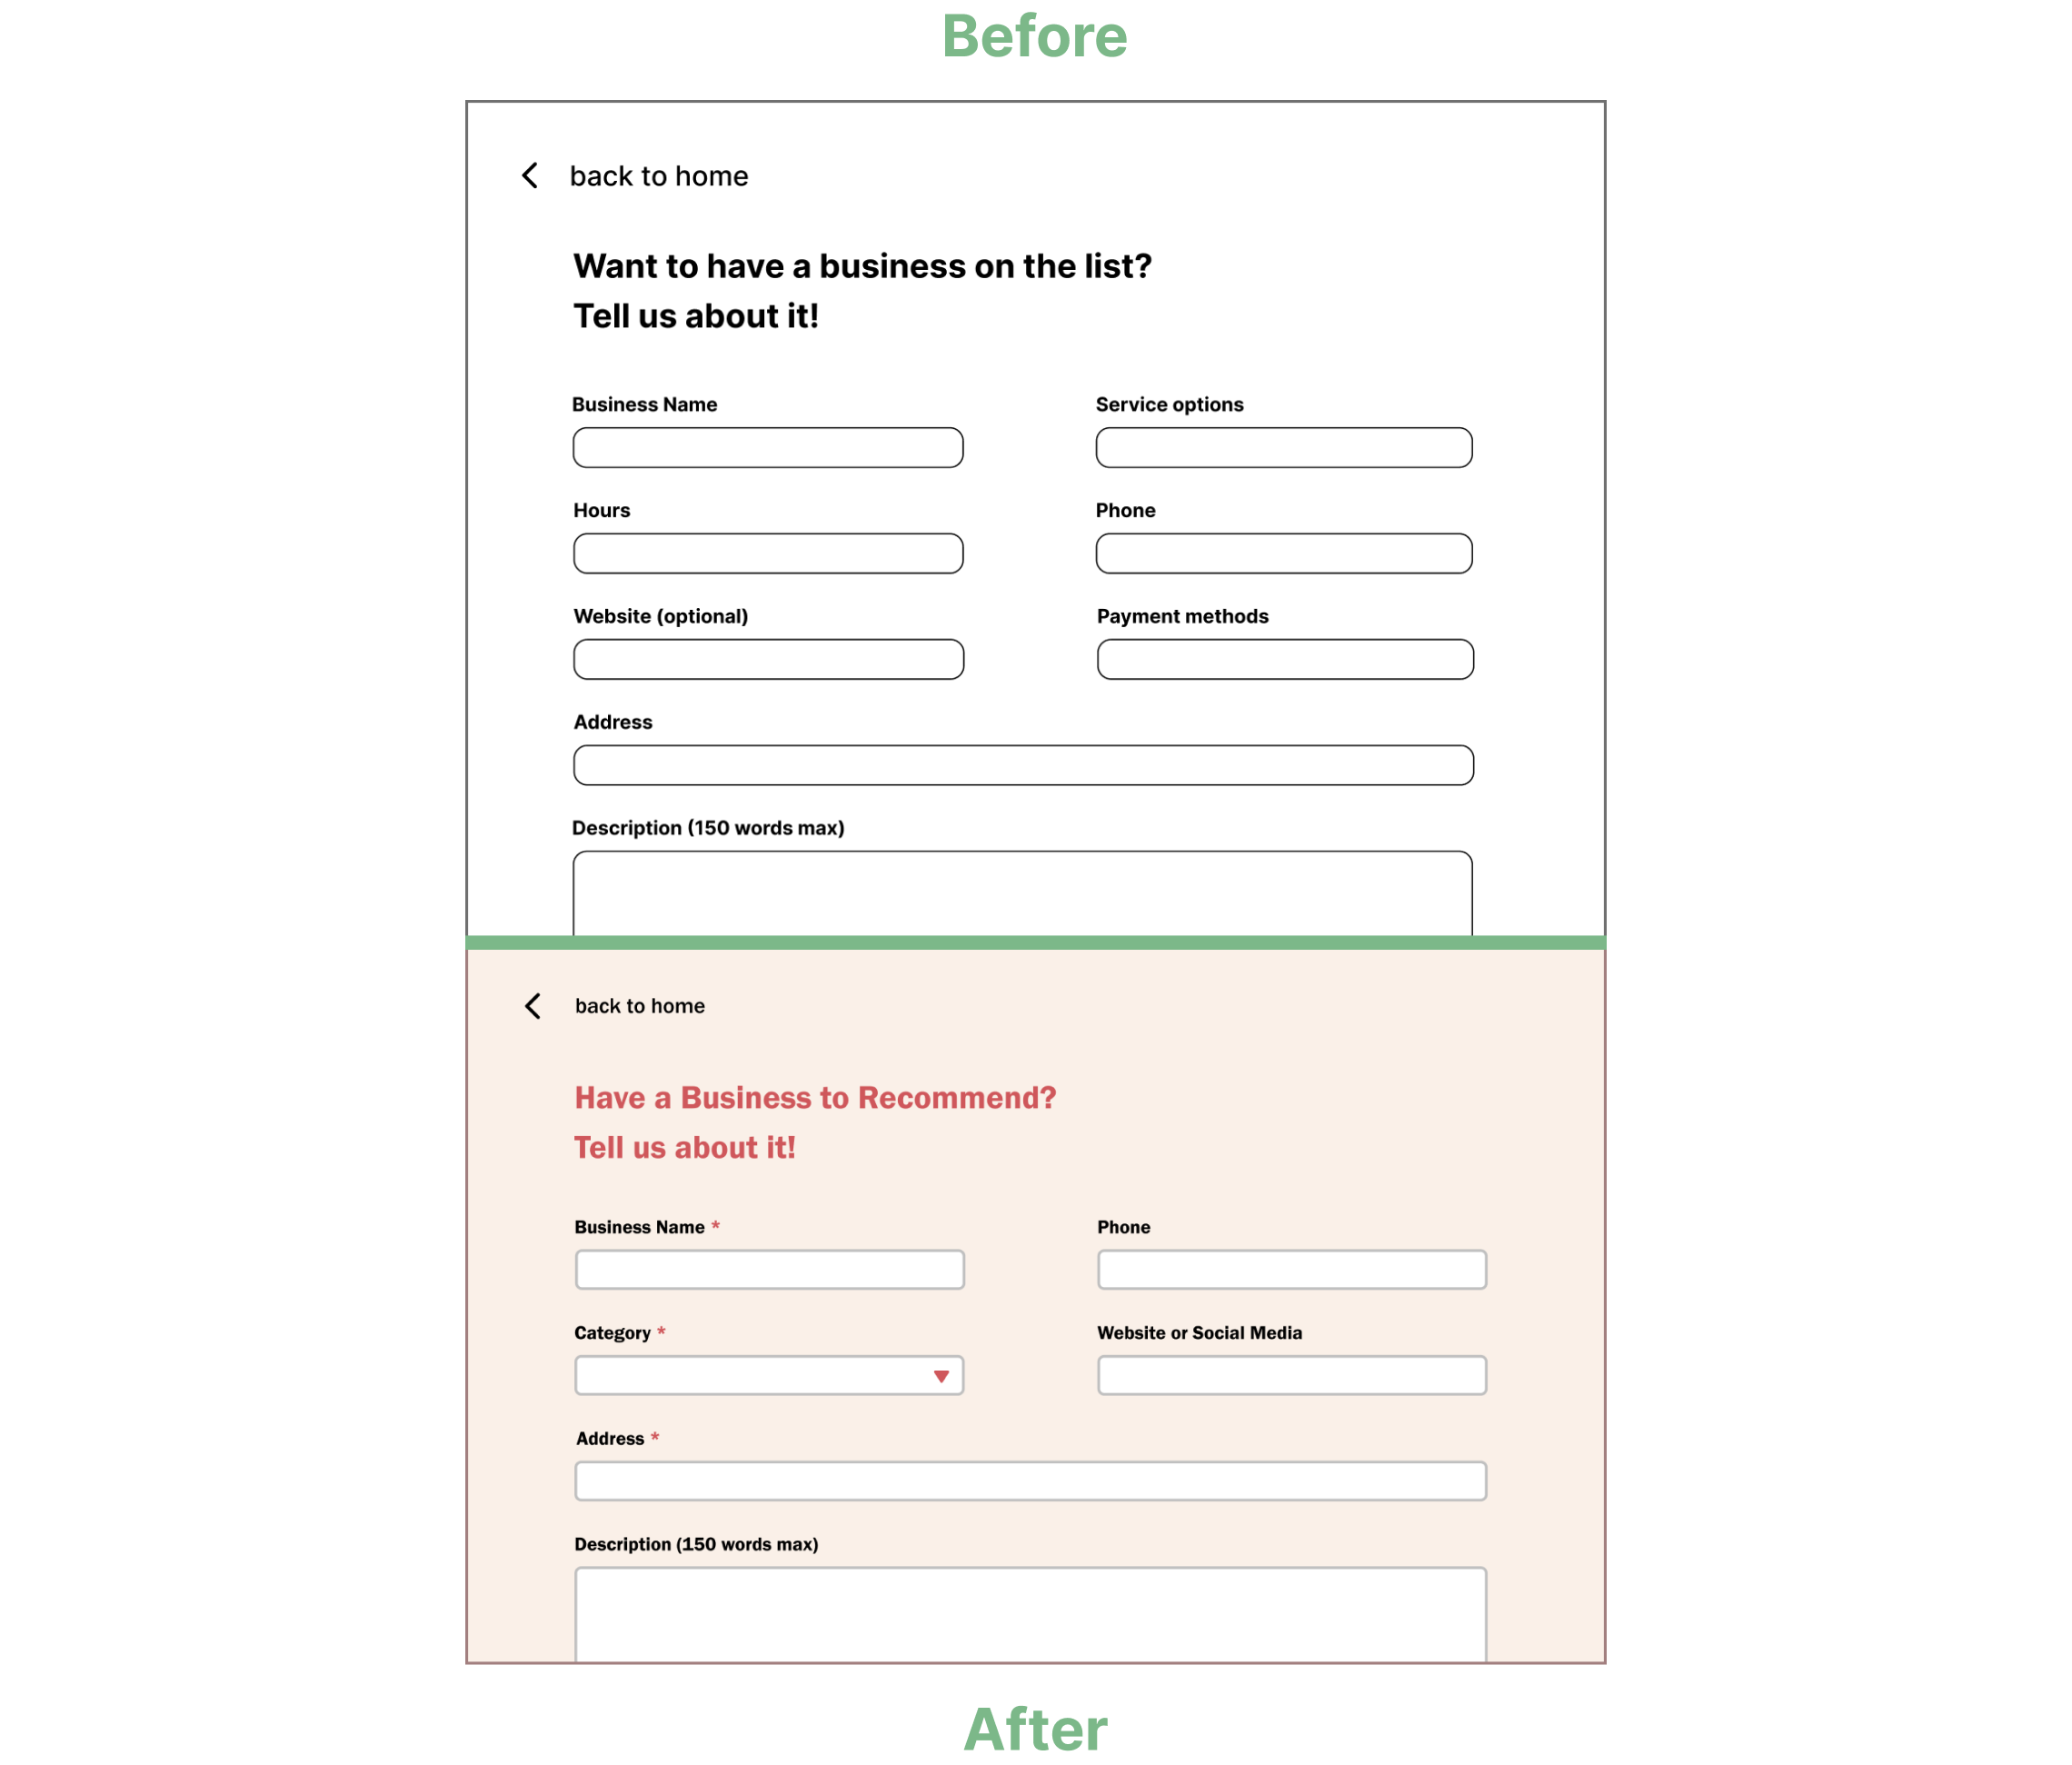 Before
back to home
Want to have a business on the list?
Tell us about it!
Business Name
Service options
Hours
Phone
Website (optional)
Payment methods
Address
Description (150 words max)
back to home
Have a Business to Recommend?
Tell us about it!
Business Name *
Phone
Category *
Website or Social Media
Address *
Description (150 words max)
After